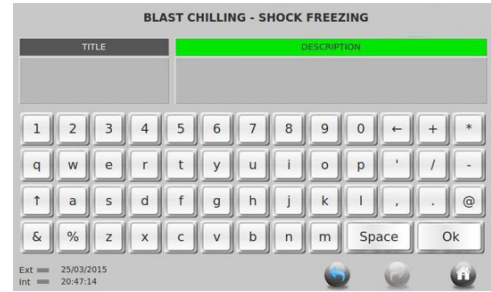 BLAST CHILLING - SHOCK FREEZING
TITLE DESCRIPTION
1 2 3 4 5 6 7 8 9 0 ← + *
q w e r t y u i o p ' / -
↑ a s d f g h j k l , . @
& % z x c v b n m Space Ok
Ext 25/03/2015
Int 20:47:14